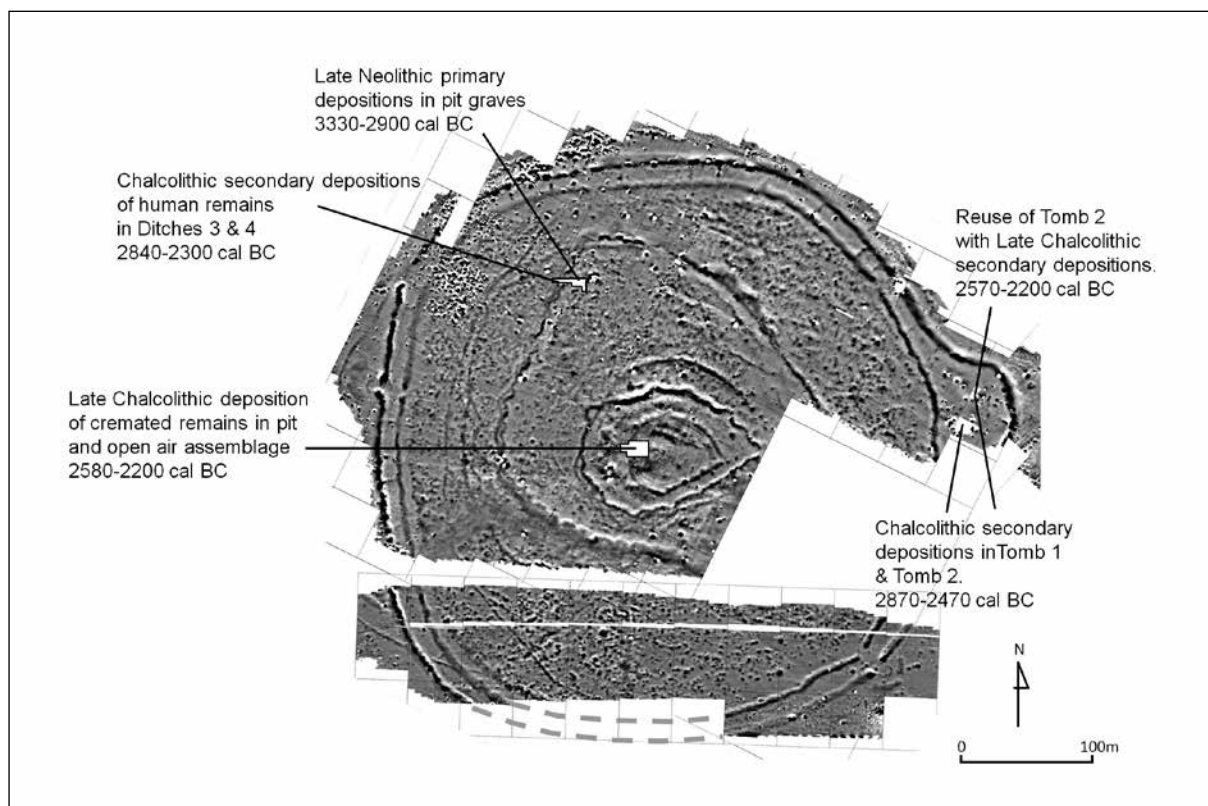 Late Neolithic primary
depositions in pit graves
3330-2900 cal BC
Chalcolithic secondary depositions
of human remains
in Ditches 3 & 4
2840-2300 cal BC
Reuse of Tomb 2
with Late Chalcolithic
secondary depositions.
2570-2200 cal BC
Late Chalcolithic deposition
of cremated remains in pit
and open air assemblage
2580-2200 cal BC
Chalcolithic secondary
depositions inTomb 1
& Tomb 2.
2870-2470 cal BC
N
0 100m